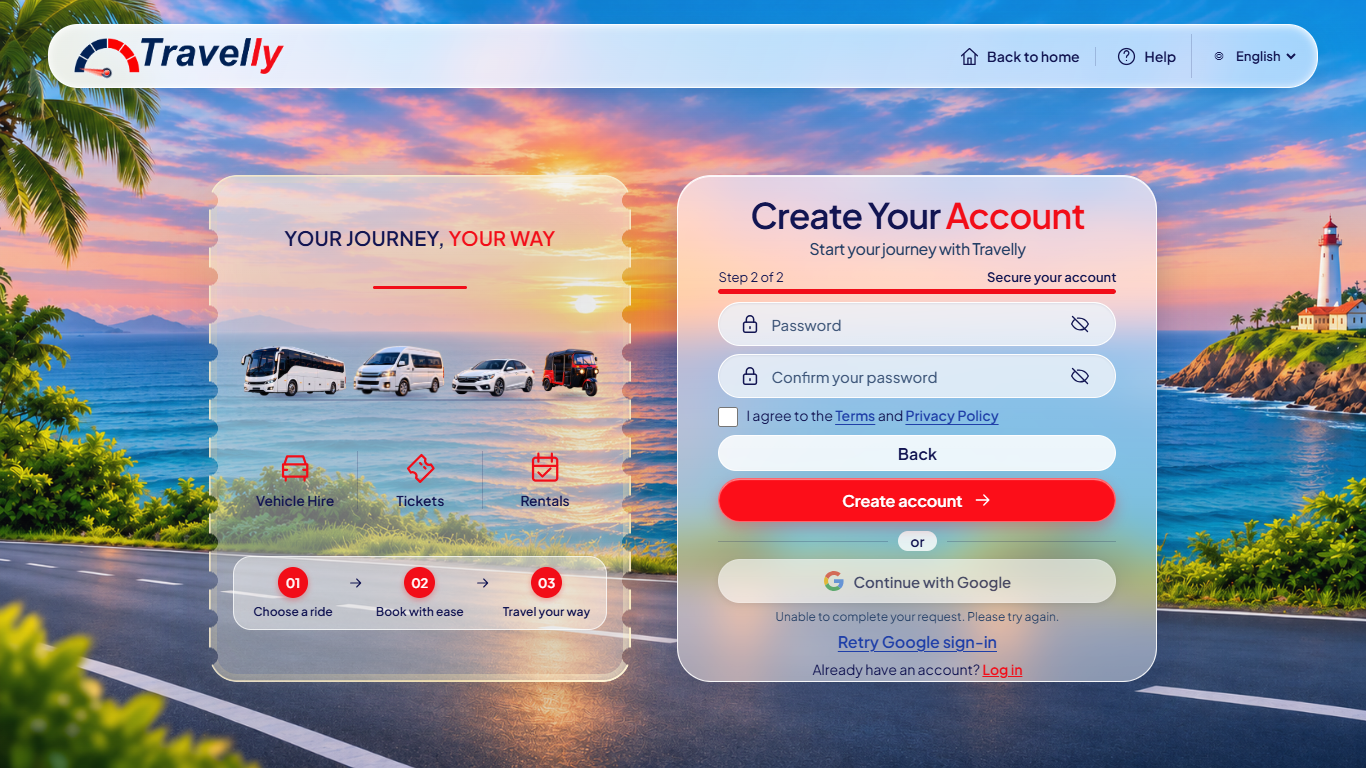 Travelly
Back to home
Help
English
YOUR JOURNEY, YOUR WAY
Vehicle Hire
Tickets
Rentals
01
02
03
Choose a ride
Book with ease
Travel your way
Create Your Account
Start your journey with Travelly
Step 2 of 2
Secure your account
Password
Confirm your password
I agree to the Terms and Privacy Policy
Back
Create account
or
Continue with Google
Unable to complete your request. Please try again.
Retry Google sign-in
Already have an account? Log in